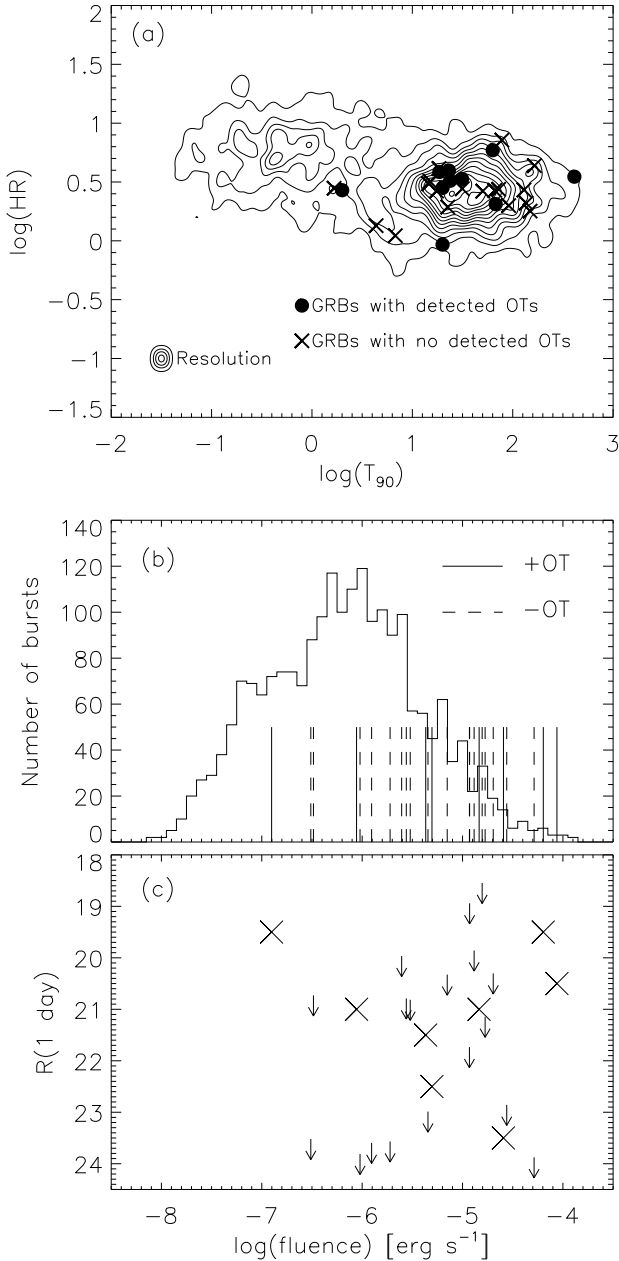 2
(a)
1.5
1
0.5
0
−0.5
−1
−1.5
log(HR)
GRBs with detected OTs
GRBs with no detected OTs
Resolution
−2 −1 0 1 2 3
log(T90)
140
(b)
120
100
80
60
40
20
0
Number of bursts
+OT
−OT
18
(c)
19
20
21
22
23
24
R(1 day)
−8 −7 −6 −5 −4
log(fluence) [erg s−1]